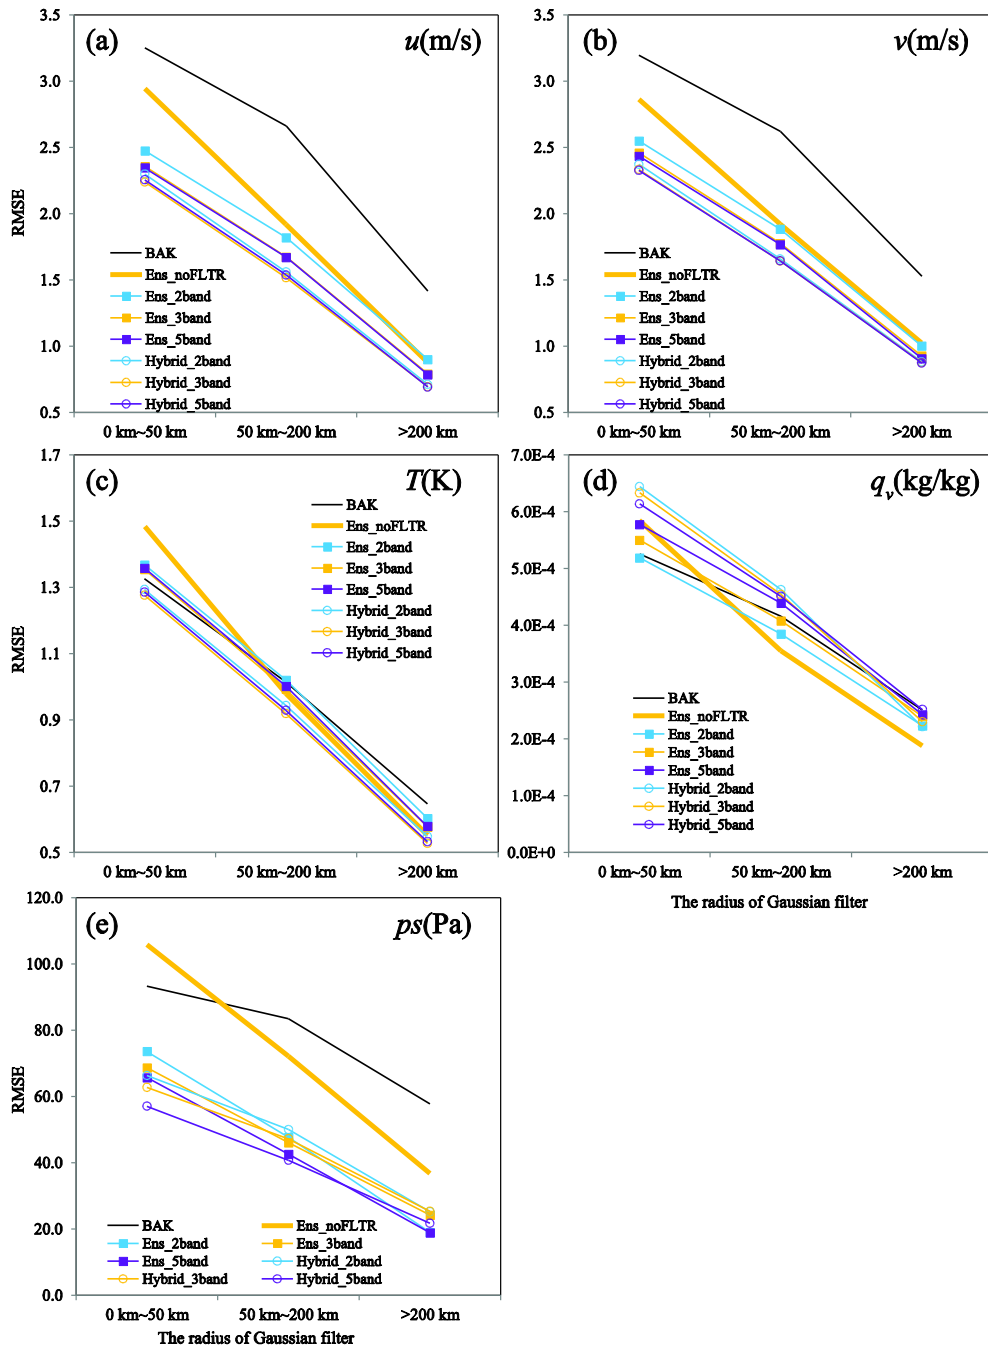 (a) u(m/s)
3.5
3.0
2.5
2.0
1.5
1.0
0.5
RMSE
BAK
Ens_noFLTR
Ens_2band
Ens_3band
Ens_5band
Hybrid_2band
Hybrid_3band
Hybrid_5band
0 km~50 km 50 km~200 km >200 km
(b) v(m/s)
3.5
3.0
2.5
2.0
1.5
1.0
0.5
BAK
Ens_noFLTR
Ens_2band
Ens_3band
Ens_5band
Hybrid_2band
Hybrid_3band
Hybrid_5band
0 km~50 km 50 km~200 km >200 km
(c) T(K)
1.7
1.5
1.3
1.1
0.9
0.7
0.5
RMSE
BAK
Ens_noFLTR
Ens_2band
Ens_3band
Ens_5band
Hybrid_2band
Hybrid_3band
Hybrid_5band
0 km~50 km 50 km~200 km >200 km
(d) qv(kg/kg)
7.0E-4
6.0E-4
5.0E-4
4.0E-4
3.0E-4
2.0E-4
1.0E-4
0.0E+0
BAK
Ens_noFLTR
Ens_2band
Ens_3band
Ens_5band
Hybrid_2band
Hybrid_3band
Hybrid_5band
0 km~50 km 50 km~200 km >200 km
The radius of Gaussian filter
(e) ps(Pa)
120.0
100.0
80.0
60.0
40.0
20.0
0.0
RMSE
BAK Ens_noFLTR
Ens_2band Ens_3band
Ens_5band Hybrid_2band
Hybrid_3band Hybrid_5band
0 km~50 km 50 km~200 km >200 km
The radius of Gaussian filter